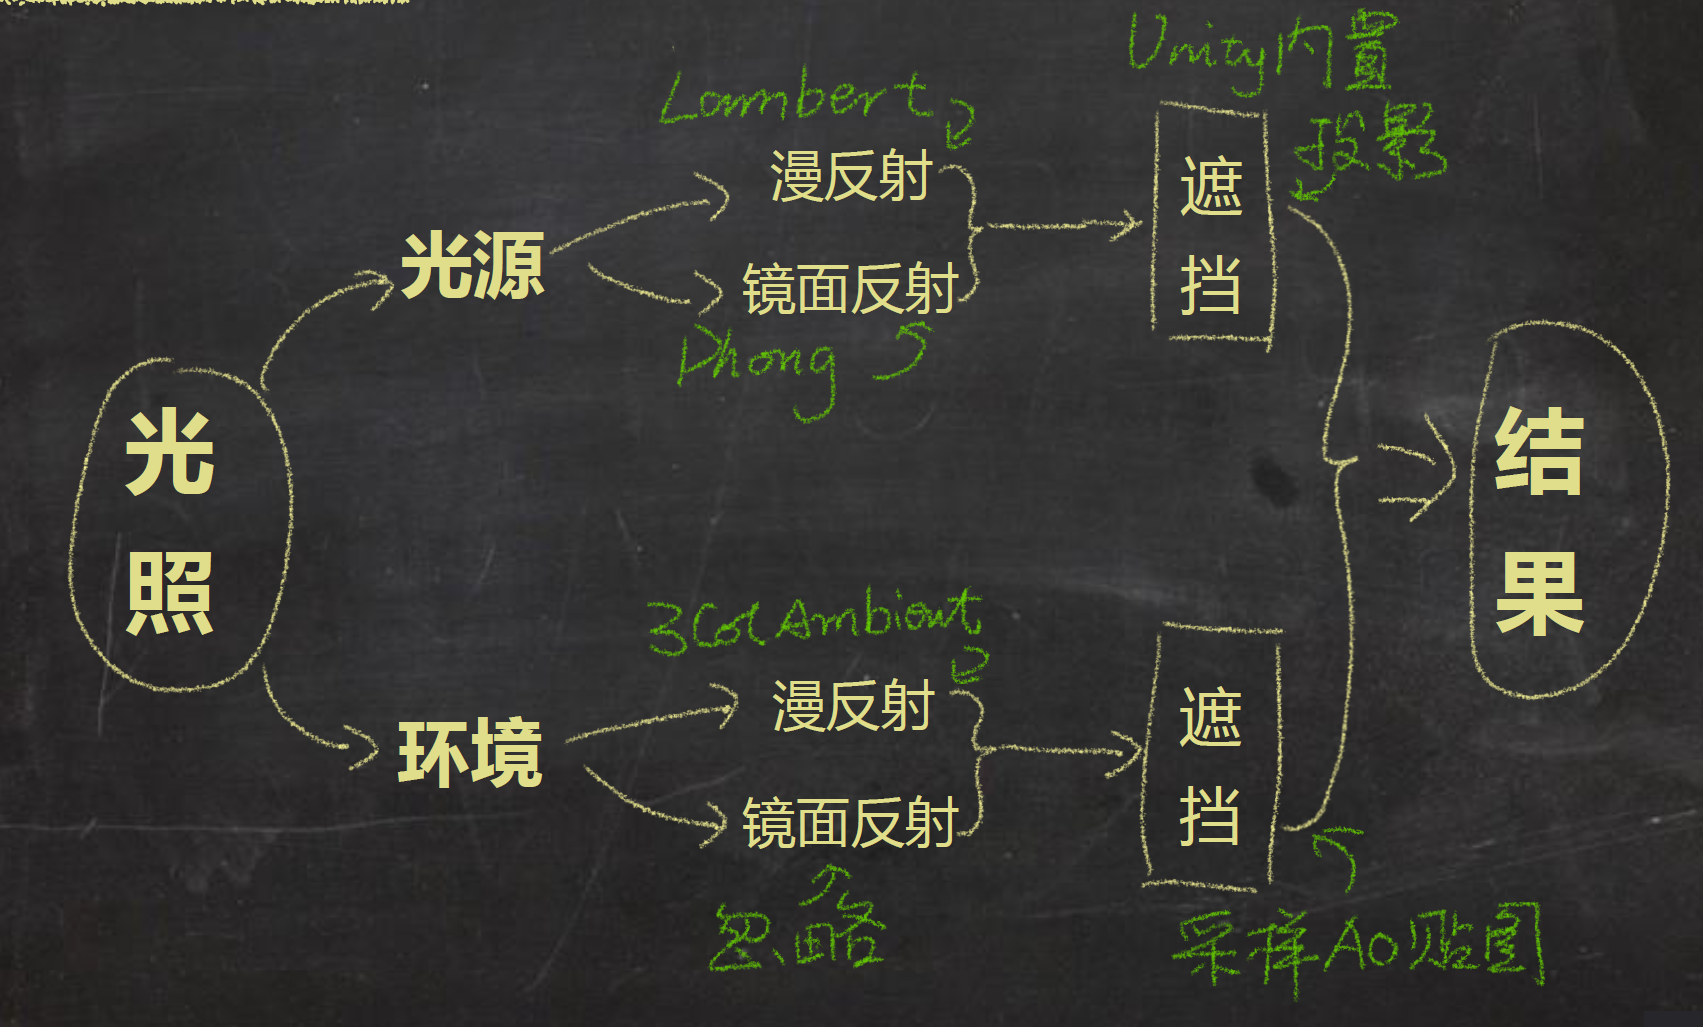 Unity内置
投影
Lambert
漫反射
遮
挡
光源
镜面反射
Phong
光
照
结
果
3Col Ambient
漫反射
遮
挡
环境
镜面反射
忽略
采样AO贴图